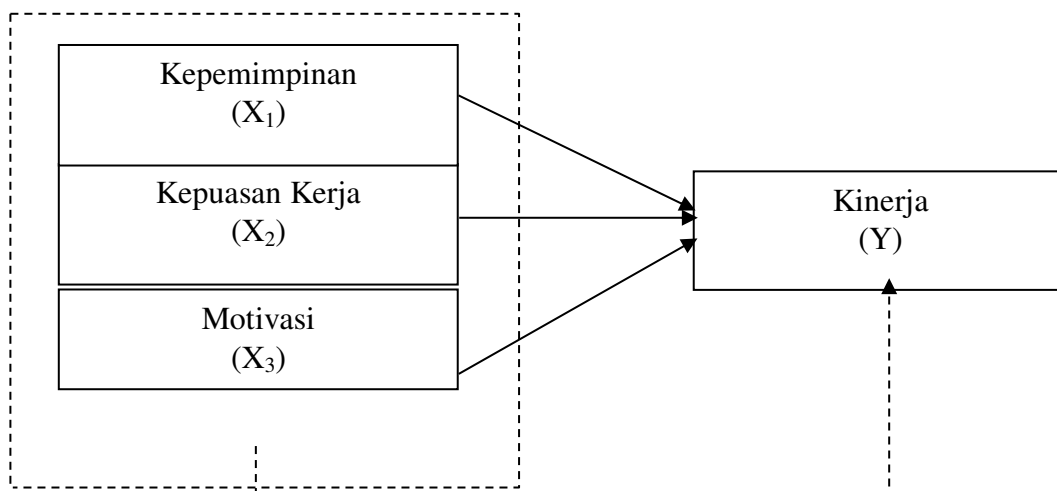 Kepemimpinan
(X₁)
Kepuasan Kerja
(X₂)
Motivasi
(X₃)
Kinerja
(Y)